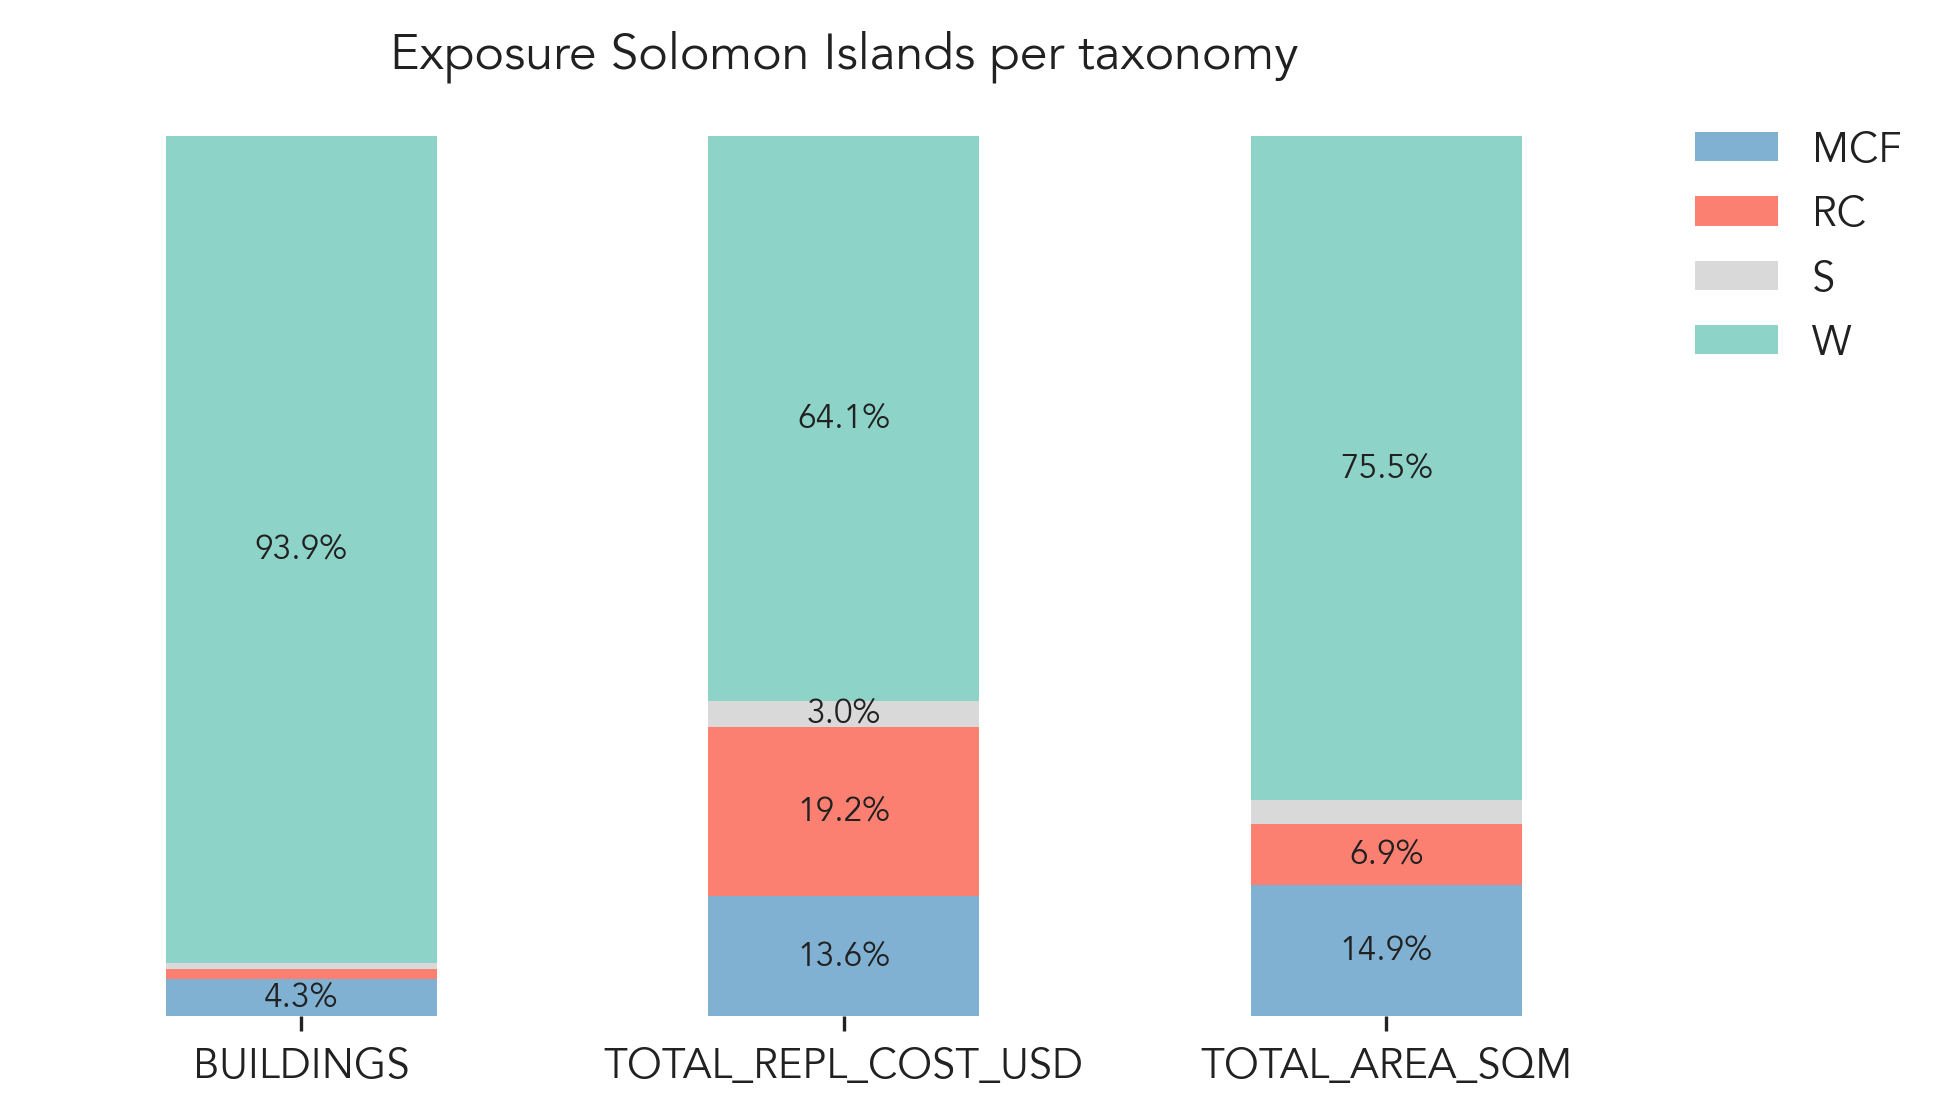 Exposure Solomon Islands per taxonomy
MCF
RC
S
W
93.9%
4.3%
64.1%
3.0%
19.2%
13.6%
75.5%
6.9%
14.9%
BUILDINGS
TOTAL_REPL_COST_USD
TOTAL_AREA_SQM